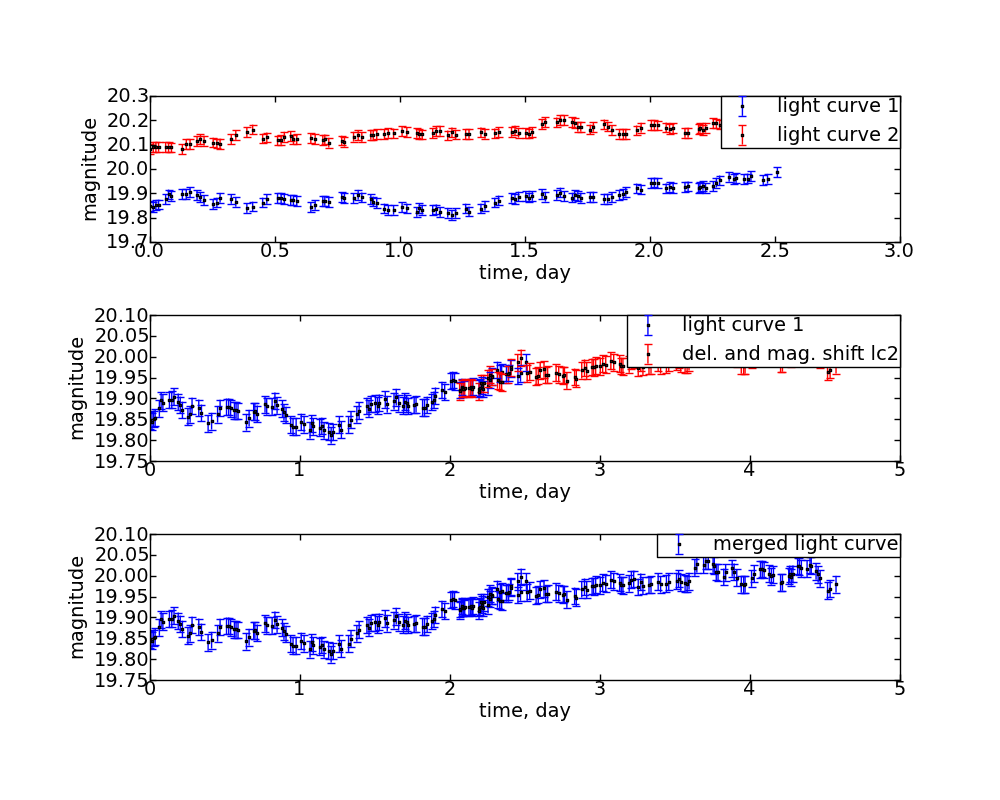 20.3
20.2
20.1
20.0
19.9
19.8
19.7
magnitude
light curve 1
light curve 2
0.0 0.5 1.0 1.5 2.0 2.5 3.0
time, day
20.10
20.05
20.00
19.95
19.90
19.85
19.80
19.75
magnitude
light curve 1
del. and mag. shift lc2
0 1 2 3 4 5
time, day
20.10
20.05
20.00
19.95
19.90
19.85
19.80
19.75
magnitude
merged light curve
0 1 2 3 4 5
time, day